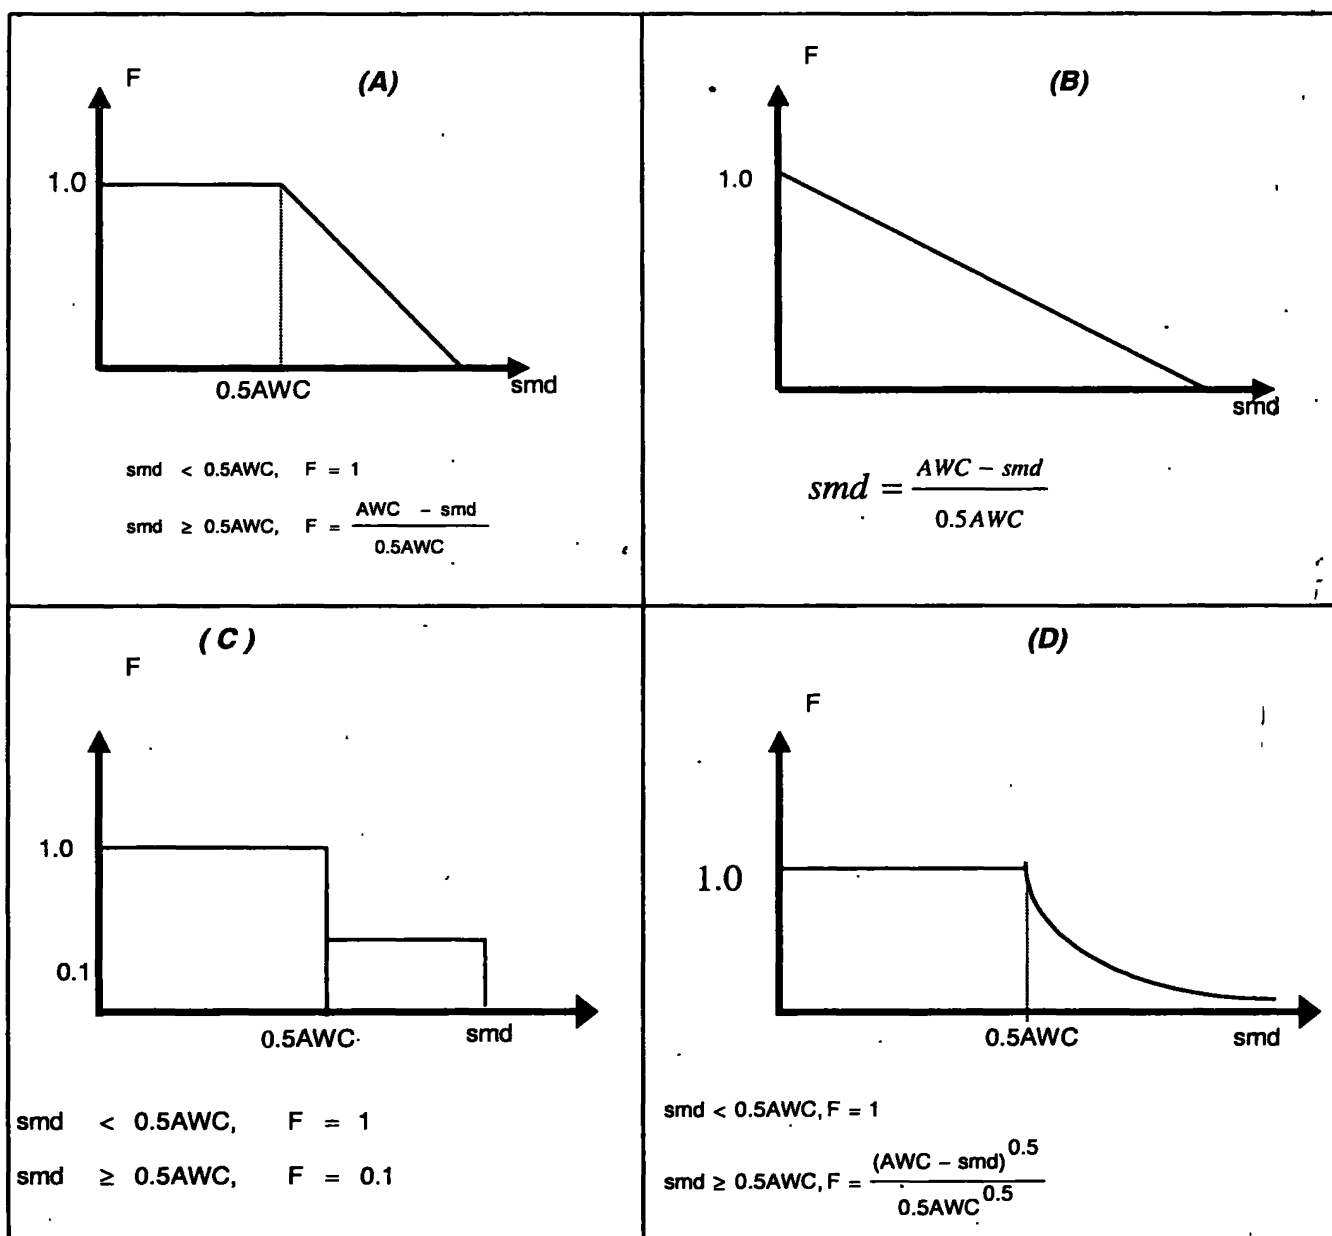 (A)
F
1.0
0.5AWC
smd
smd < 0.5AWC, F = 1
smd ≥ 0.5AWC, F = AWC - smd / 0.5AWC
(B)
F
1.0
smd
smd = AWC - smd / 0.5AWC
(C)
F
1.0
0.1
0.5AWC
smd
smd < 0.5AWC, F = 1
smd ≥ 0.5AWC, F = 0.1
(D)
F
1.0
0.5AWC
smd
smd < 0.5AWC, F = 1
smd ≥ 0.5AWC, F = (AWC - smd)^0.5 / 0.5AWC^0.5